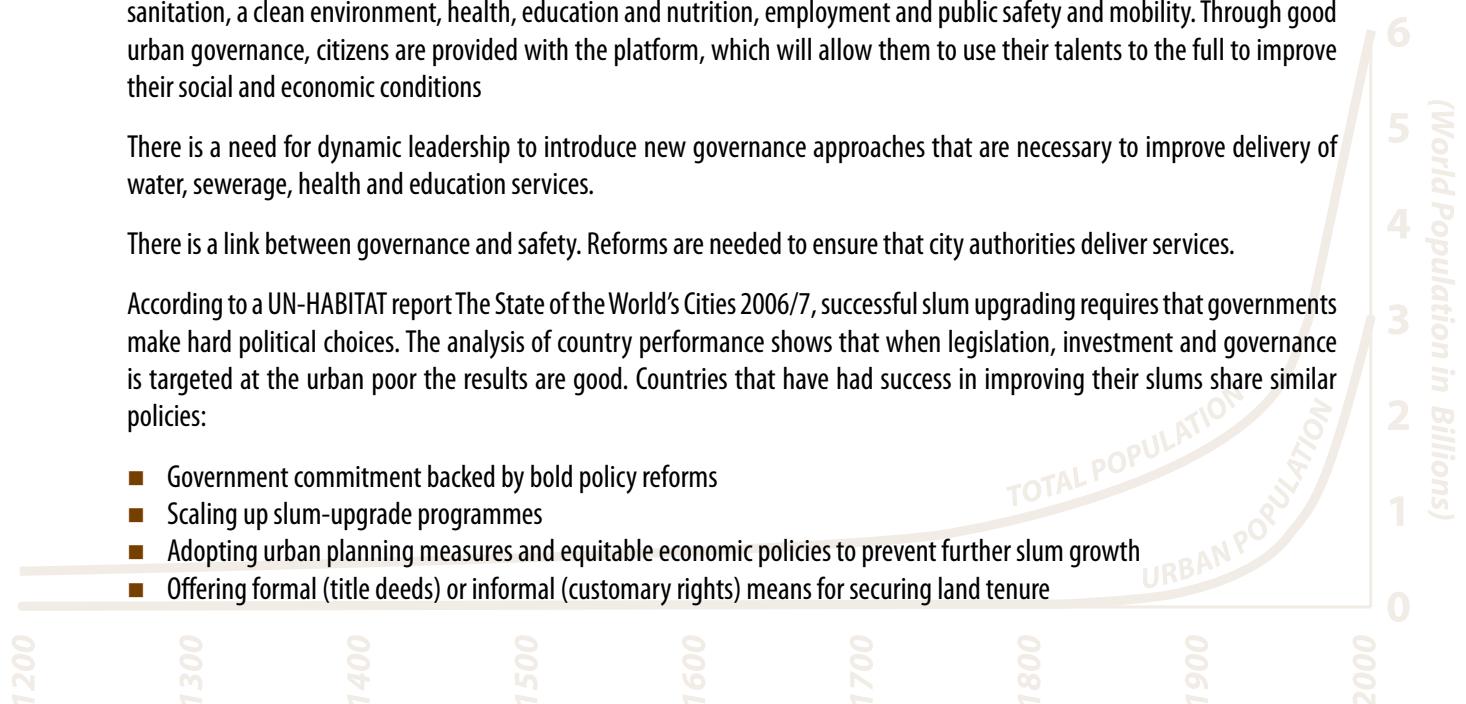 sanitation, a clean environment, health, education and nutrition, employment and public safety and mobility. Through good
urban governance, citizens are provided with the platform, which will allow them to use their talents to the full to improve
their social and economic conditions
There is a need for dynamic leadership to introduce new governance approaches that are necessary to improve delivery of
water, sewerage, health and education services.
There is a link between governance and safety. Reforms are needed to ensure that city authorities deliver services.
According to a UN-HABITAT report The State of the World’s Cities 2006/7, successful slum upgrading requires that governments
make hard political choices. The analysis of country performance shows that when legislation, investment and governance
is targeted at the urban poor the results are good. Countries that have had success in improving their slums share similar
policies:
■ Government commitment backed by bold policy reforms
■ Scaling up slum-upgrade programmes
■ Adopting urban planning measures and equitable economic policies to prevent further slum growth
■ Offering formal (title deeds) or informal (customary rights) means for securing land tenure
TOTAL POPULATION
URBAN POPULATION
6
5
4
3
2
1
0
(World Population in Billions)
1200
1300
1400
1500
1600
1700
1800
1900
2000